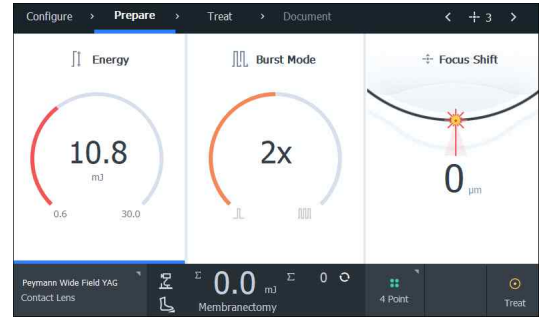 Configure > Prepare > Treat > Document < 3 >
Energy
Burst Mode
Focus Shift
10.8
mJ
0.6 30.0
2x
0 µm
Peymann Wide Field YAG
Contact Lens
Σ 0.0 mJ Σ 0
Membranectomy
4 Point
Treat